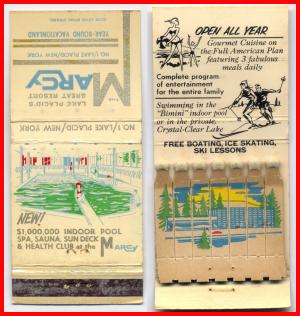 YEAR-ROUND VACATIONLAND
NO.1/LAKE PLACID/NEW YORK
THE
MARCY
LAKE PLACID'S
GREAT RESORT
NO.1/LAKE PLACID/NEW YORK
NEW!
$1,000,000 INDOOR POOL
SPA, SAUNA, SUN DECK
& HEALTH CLUB at the MARCY
OPEN ALL YEAR
Gourmet Cuisine on
the Full American Plan
featuring 3 fabulous
meals daily
Complete program
of entertainment
for the entire family
Swimming in the
"Bimini" indoor pool
or in the private,
Crystal-Clear Lake
FREE BOATING, ICE SKATING,
SKI LESSONS